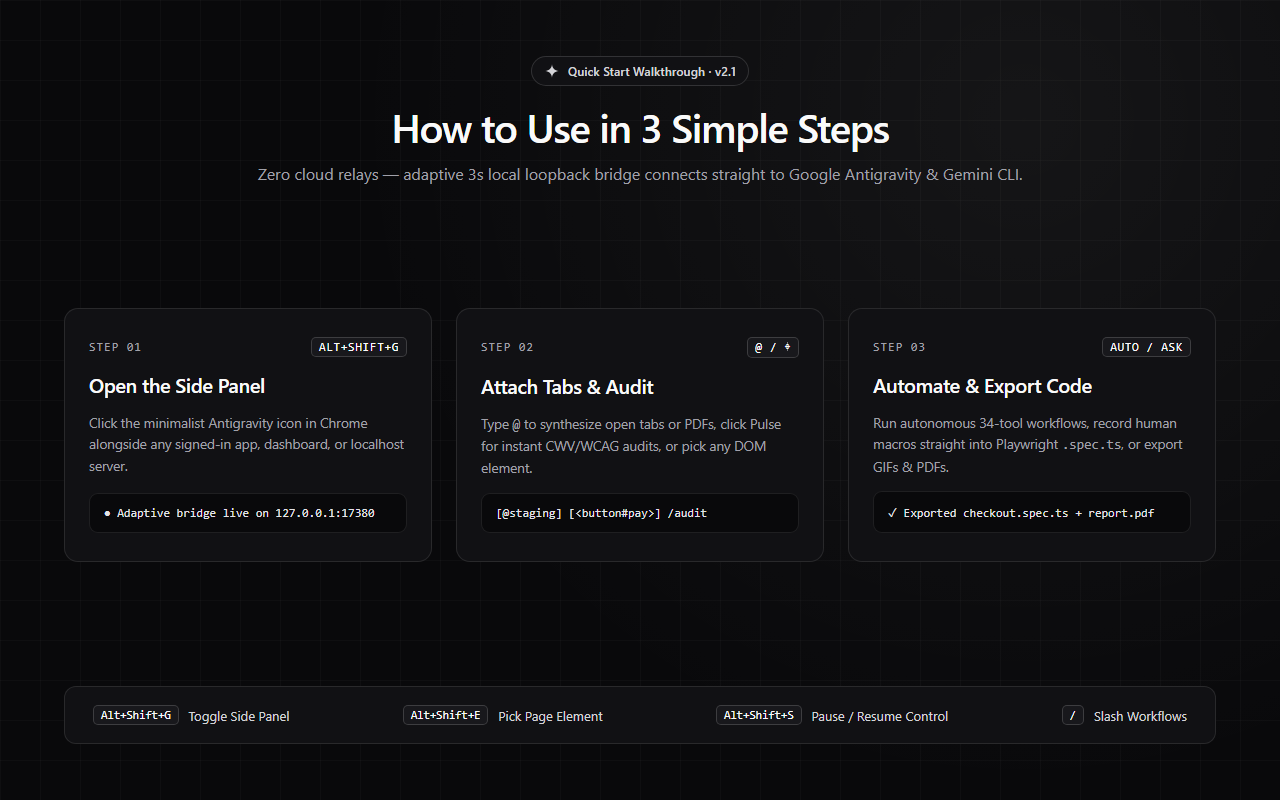 ✦ Quick Start Walkthrough · v2.1
How to Use in 3 Simple Steps
Zero cloud relays — adaptive 3s local loopback bridge connects straight to Google Antigravity & Gemini CLI.
STEP 01
ALT+SHIFT+G
Open the Side Panel
Click the minimalist Antigravity icon in Chrome
alongside any signed-in app, dashboard, or localhost
server.
● Adaptive bridge live on 127.0.0.1:17380
STEP 02
@ / ⌖
Attach Tabs & Audit
Type @ to synthesize open tabs or PDFs, click Pulse
for instant CWV/WCAG audits, or pick any DOM
element.
[@staging] [<button#pay>] /audit
STEP 03
AUTO / ASK
Automate & Export Code
Run autonomous 34-tool workflows, record human
macros straight into Playwright .spec.ts, or export
GIFs & PDFs.
✓ Exported checkout.spec.ts + report.pdf
Alt+Shift+G Toggle Side Panel
Alt+Shift+E Pick Page Element
Alt+Shift+S Pause / Resume Control
/ Slash Workflows